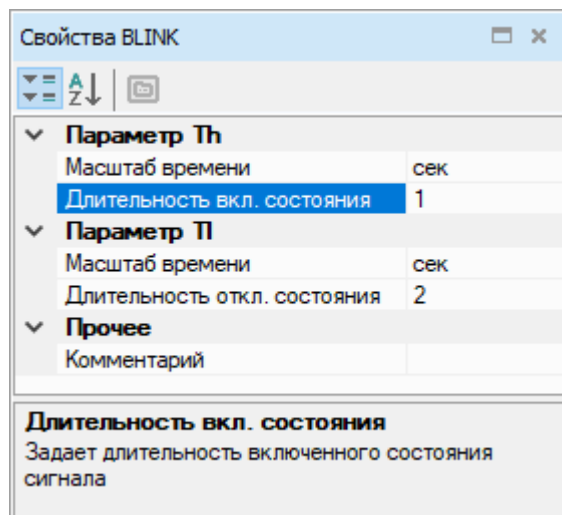 Свойства BLINK
A
Z
Параметр Th
Масштаб времени сек
Длительность вкл. состояния 1
Параметр Tl
Масштаб времени сек
Длительность откл. состояния 2
Прочее
Комментарий
Длительность вкл. состояния
Задает длительность включенного состояния
сигнала